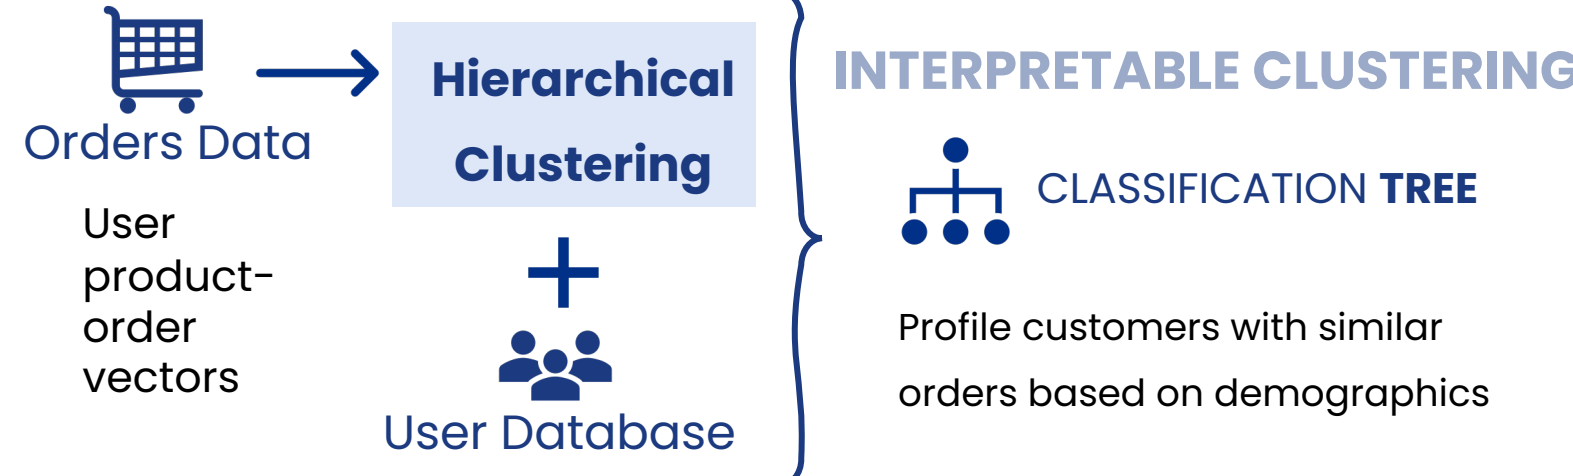 Orders Data
User
product-
order
vectors
Hierarchical
Clustering
User Database
INTERPRETABLE CLUSTERING
CLASSIFICATION TREE
Profile customers with similar
orders based on demographics